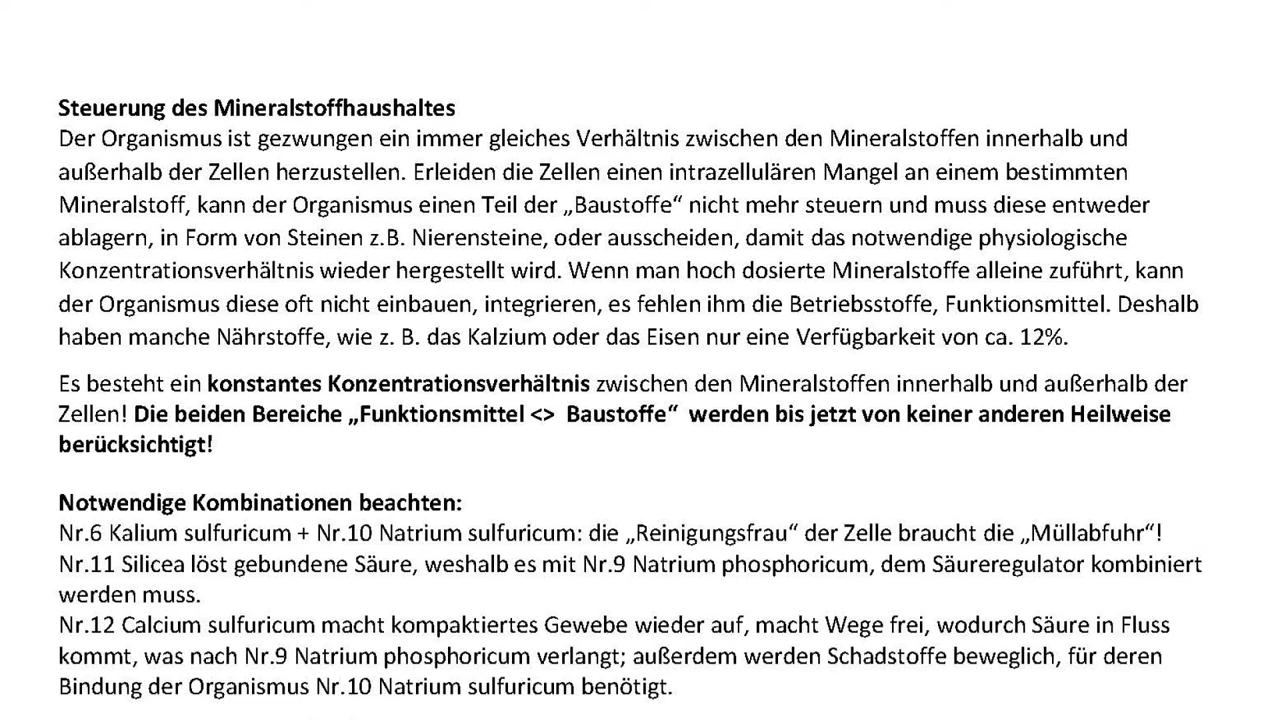 Steuerung des Mineralstoffhaushaltes
Der Organismus ist gezwungen ein immer gleiches Verhältnis zwischen den Mineralstoffen innerhalb und
außerhalb der Zellen herzustellen. Erleiden die Zellen einen intrazellulären Mangel an einem bestimmten
Mineralstoff, kann der Organismus einen Teil der „Baustoffe“ nicht mehr steuern und muss diese entweder
ablagern, in Form von Steinen z.B. Nierensteine, oder ausscheiden, damit das notwendige physiologische
Konzentrationsverhältnis wieder hergestellt wird. Wenn man hoch dosierte Mineralstoffe alleine zuführt, kann
der Organismus diese oft nicht einbauen, integrieren, es fehlen ihm die Betriebsstoffe, Funktionsmittel. Deshalb
haben manche Nährstoffe, wie z. B. das Kalzium oder das Eisen nur eine Verfügbarkeit von ca. 12%.
Es besteht ein konstantes Konzentrationsverhältnis zwischen den Mineralstoffen innerhalb und außerhalb der
Zellen! Die beiden Bereiche „Funktionsmittel <> Baustoffe“ werden bis jetzt von keiner anderen Heilweise
berücksichtigt!
Notwendige Kombinationen beachten:
Nr.6 Kalium sulfuricum + Nr.10 Natrium sulfuricum: die „Reinigungsfrau“ der Zelle braucht die „Müllabfuhr“!
Nr.11 Silicea löst gebundene Säure, weshalb es mit Nr.9 Natrium phosphoricum, dem Säureregulator kombiniert
werden muss.
Nr.12 Calcium sulfuricum macht kompaktiertes Gewebe wieder auf, macht Wege frei, wodurch Säure in Fluss
kommt, was nach Nr.9 Natrium phosphoricum verlangt; außerdem werden Schadstoffe beweglich, für deren
Bindung der Organismus Nr.10 Natrium sulfuricum benötigt.